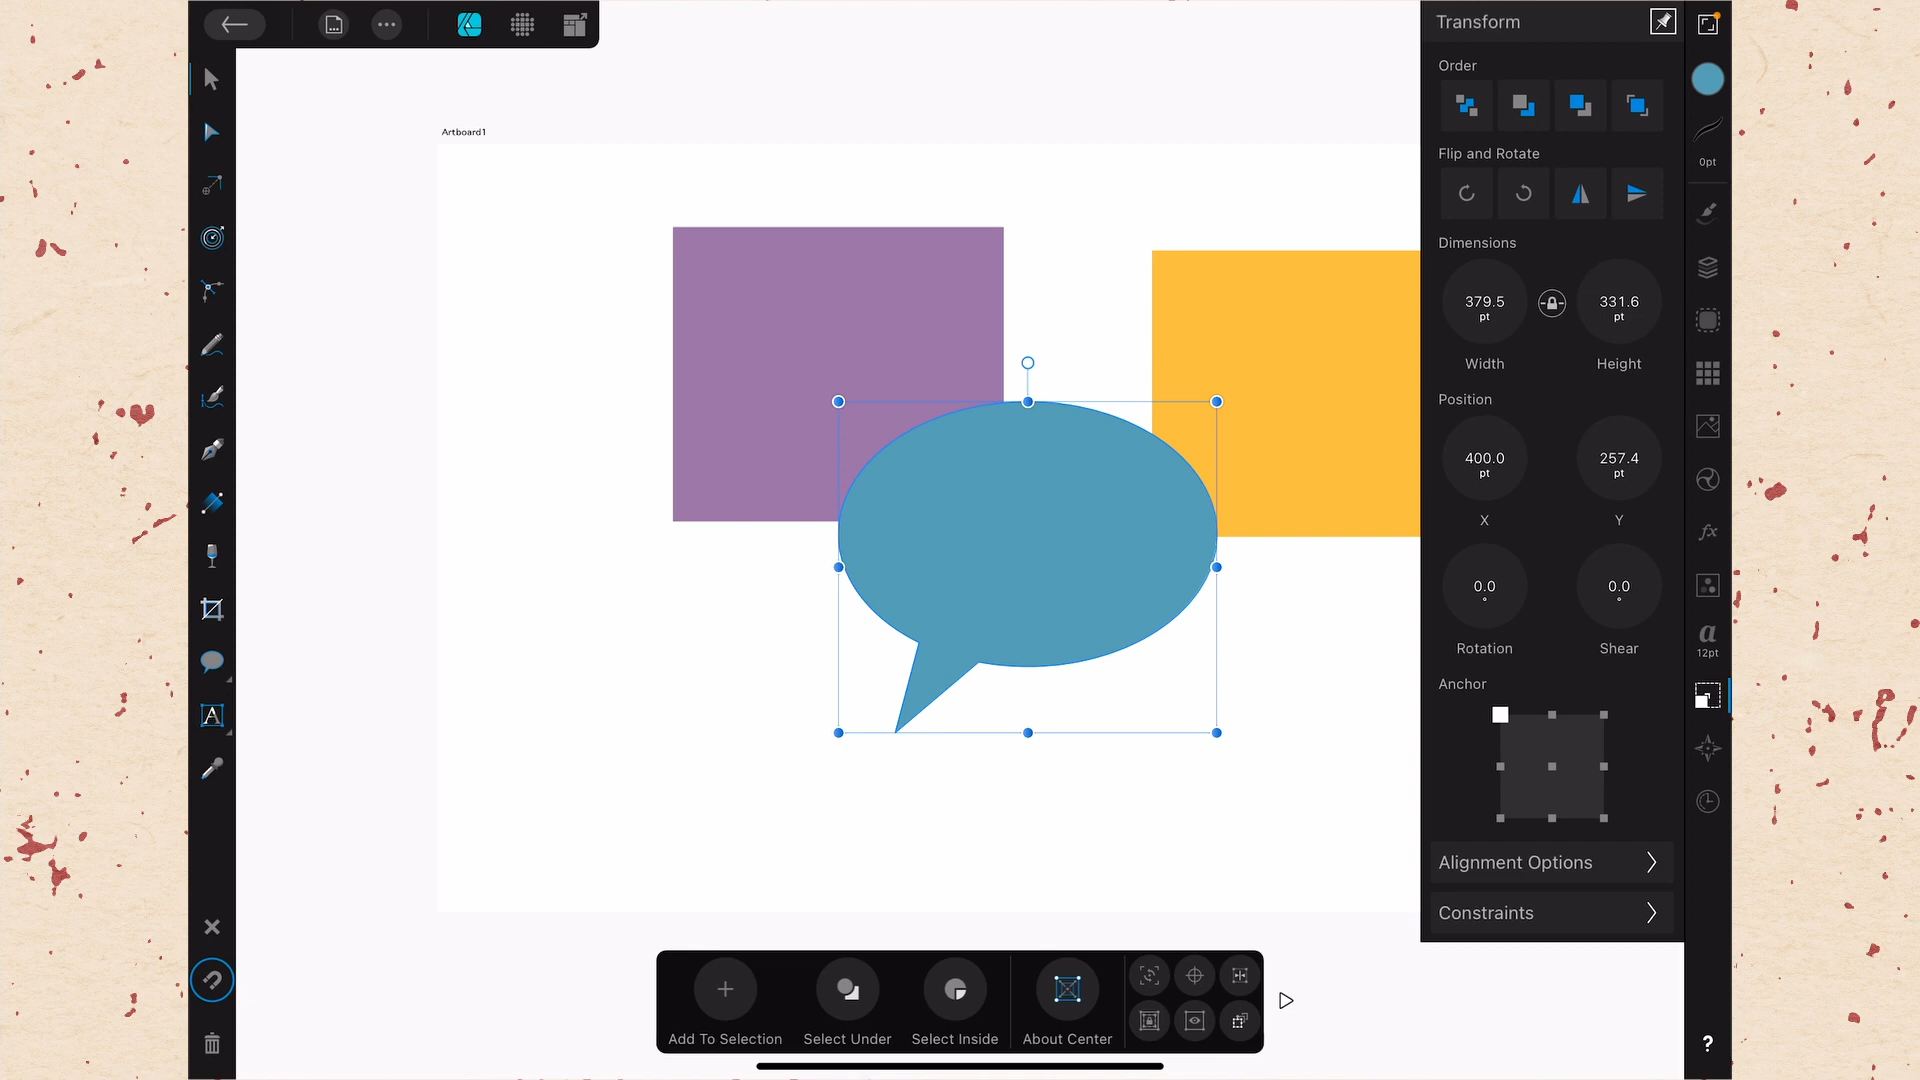 Transform
Order
0pt
Artboard1
Flip and Rotate
Dimensions
379.5
pt
331.6
pt
Width
Height
Position
400.0
pt
257.4
pt
X
Y
fx
0.0
°
0.0
°
a
12pt
Rotation
Shear
A
Anchor
Alignment Options
Constraints
Add To Selection
Select Under
Select Inside
About Center
?